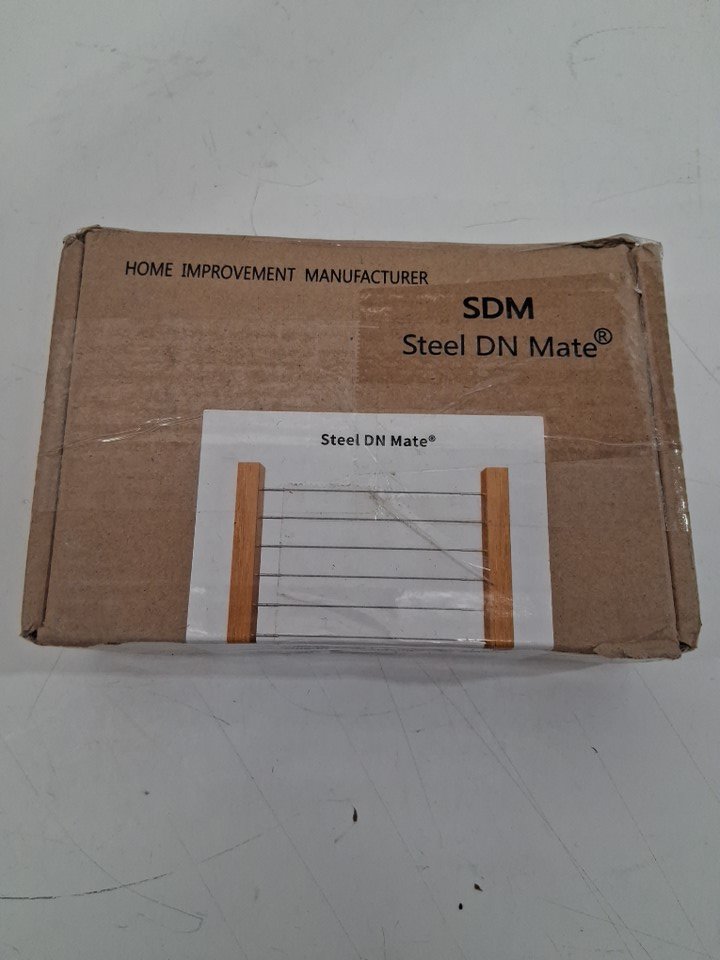 HOME IMPROVEMENT MANUFACTURER
SDM
Steel DN Mate®
Steel DN Mate®